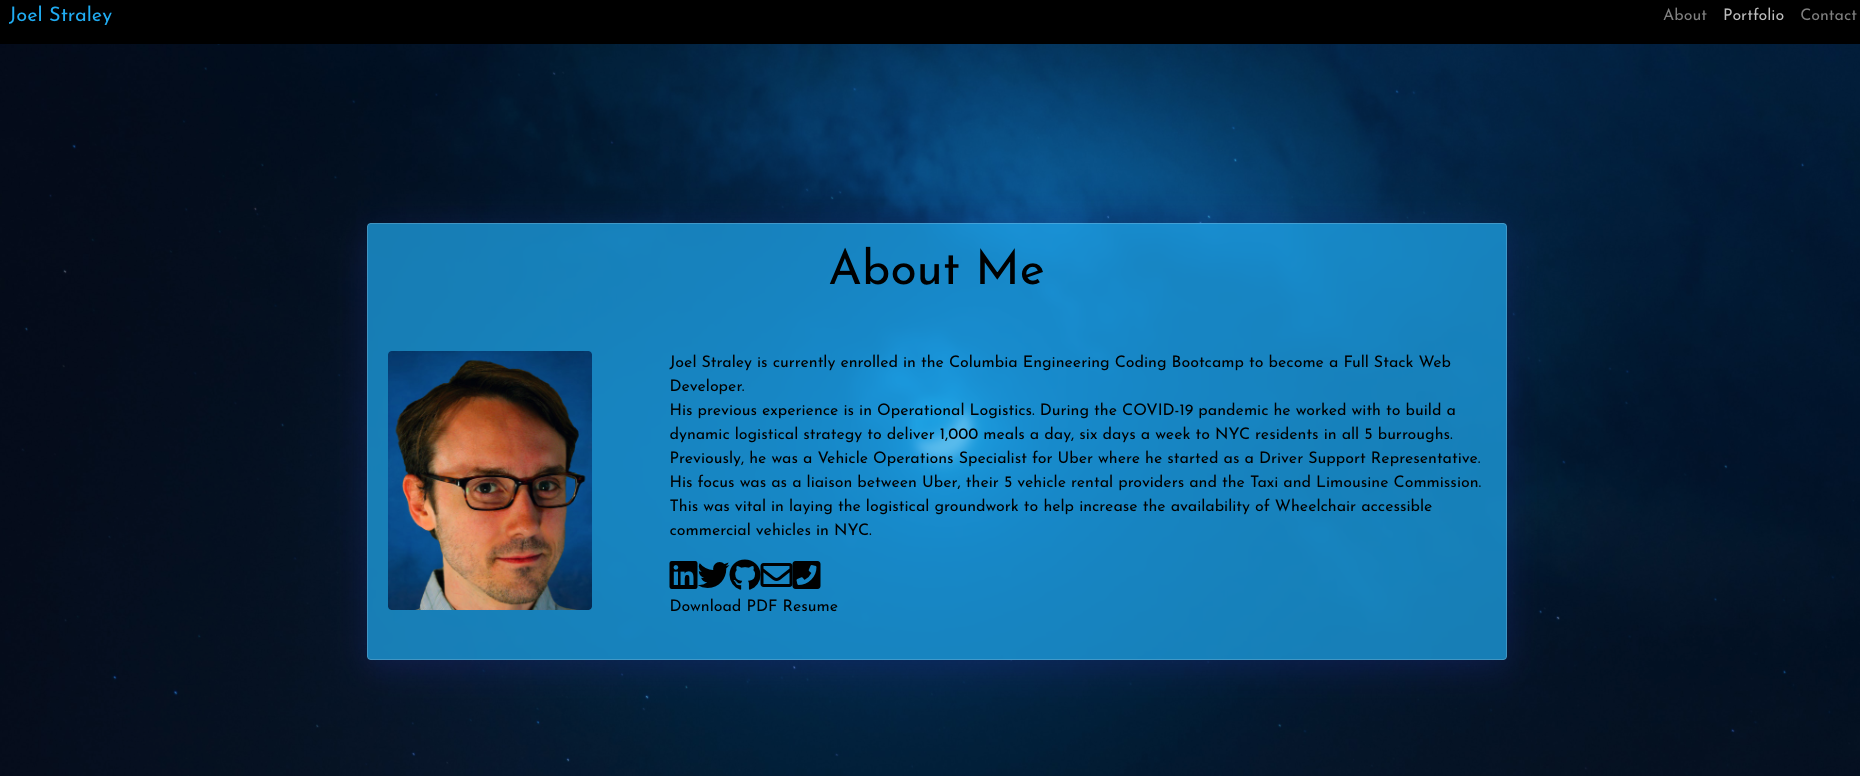 Joel Straley
About Portfolio Contact
About Me
Joel Straley is currently enrolled in the Columbia Engineering Coding Bootcamp to become a Full Stack Web
Developer.
His previous experience is in Operational Logistics. During the COVID-19 pandemic he worked with to build a
dynamic logistical strategy to deliver 1,000 meals a day, six days a week to NYC residents in all 5 burroughs.
Previously, he was a Vehicle Operations Specialist for Uber where he started as a Driver Support Representative.
His focus was as a liaison between Uber, their 5 vehicle rental providers and the Taxi and Limousine Commission.
This was vital in laying the logistical groundwork to help increase the availability of Wheelchair accessible
commercial vehicles in NYC.
in
Download PDF Resume